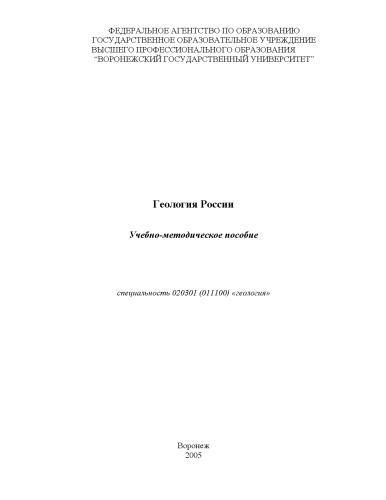 ФЕДЕРАЛЬНОЕ АГЕНТСТВО ПО ОБРАЗОВАНИЮ
ГОСУДАРСТВЕННОЕ ОБРАЗОВАТЕЛЬНОЕ УЧРЕЖДЕНИЕ
ВЫСШЕГО ПРОФЕССИОНАЛЬНОГО ОБРАЗОВАНИЯ
“ВОРОНЕЖСКИЙ ГОСУДАРСТВЕННЫЙ УНИВЕРСИТЕТ”
Геология России
Учебно-методическое пособие
специальность 020301 (011100) «геология»
Воронеж
2005